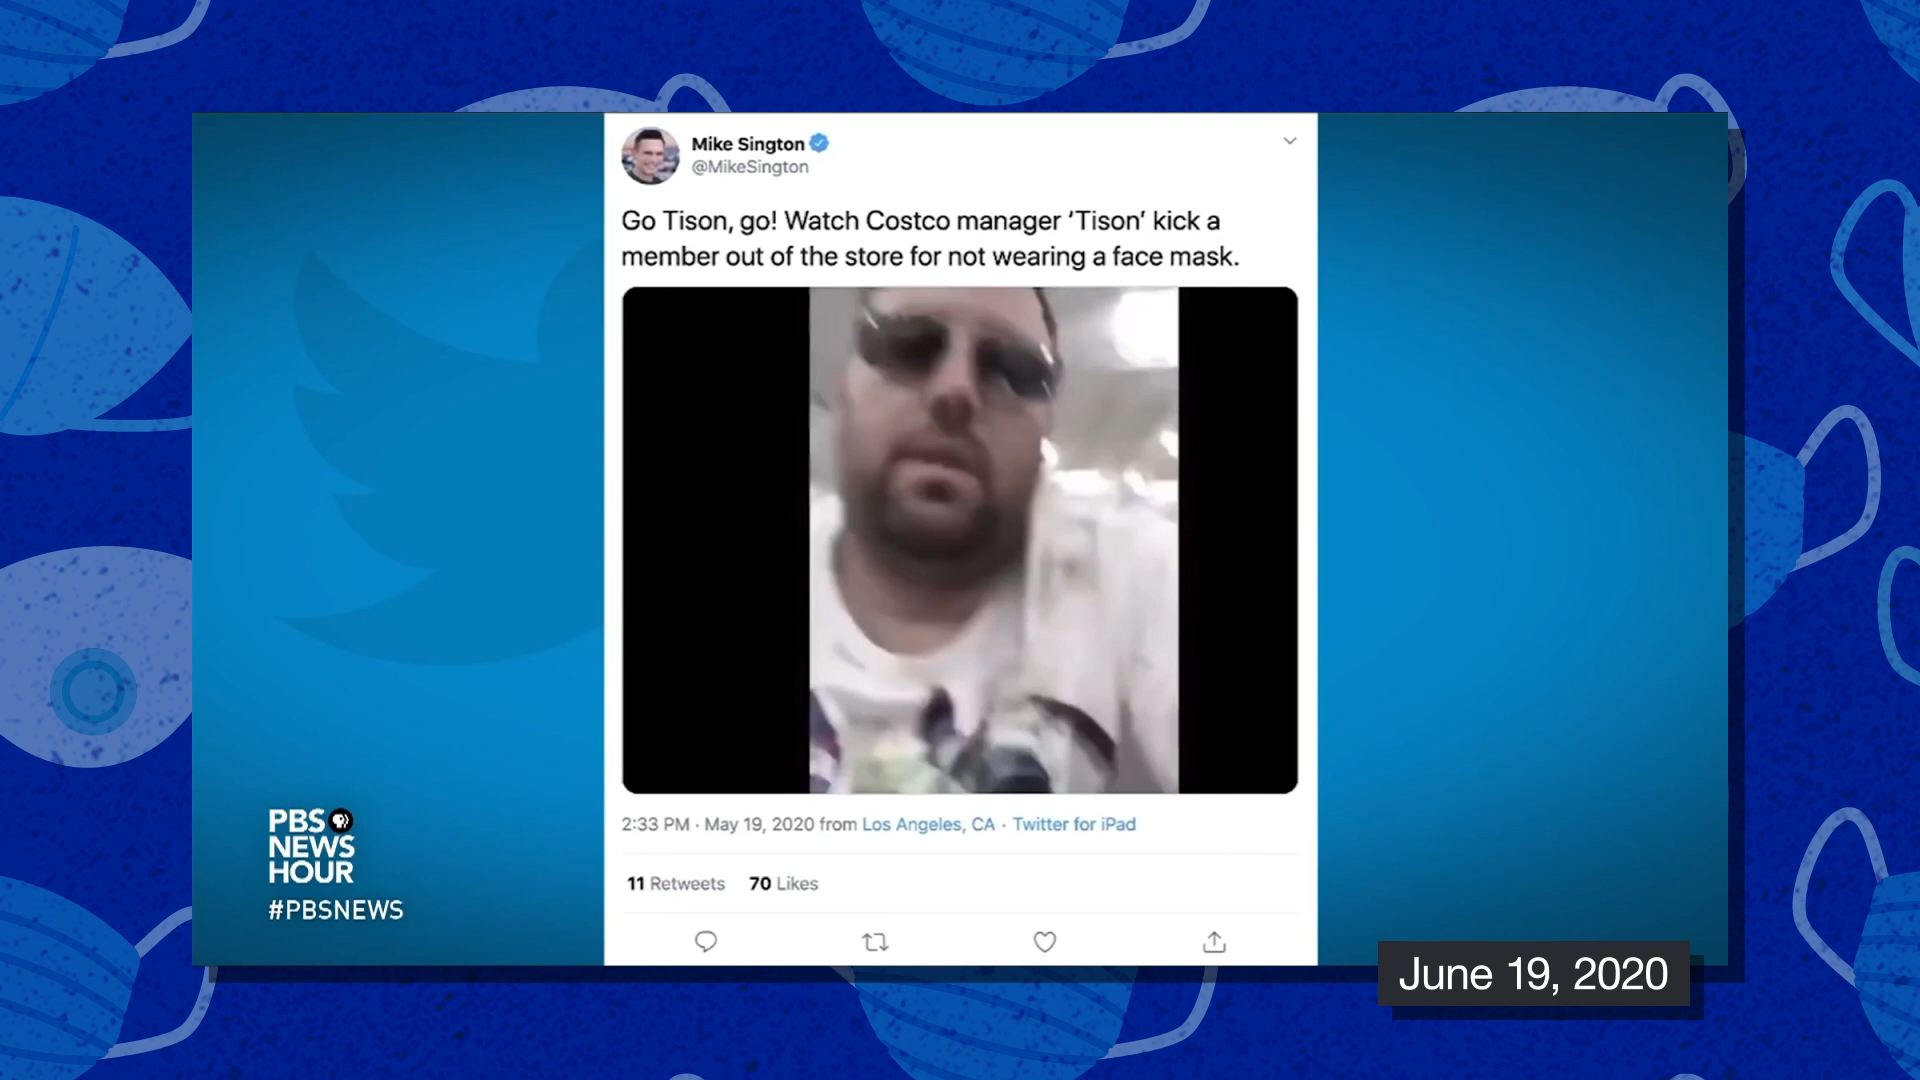 Mike Sington
@MikeSington
Go Tison, go! Watch Costco manager ‘Tison’ kick a
member out of the store for not wearing a face mask.
2:33 PM · May 19, 2020 from Los Angeles, CA · Twitter for iPad
11 Retweets 70 Likes
PBS
NEWS
HOUR
#PBSNEWS
June 19, 2020